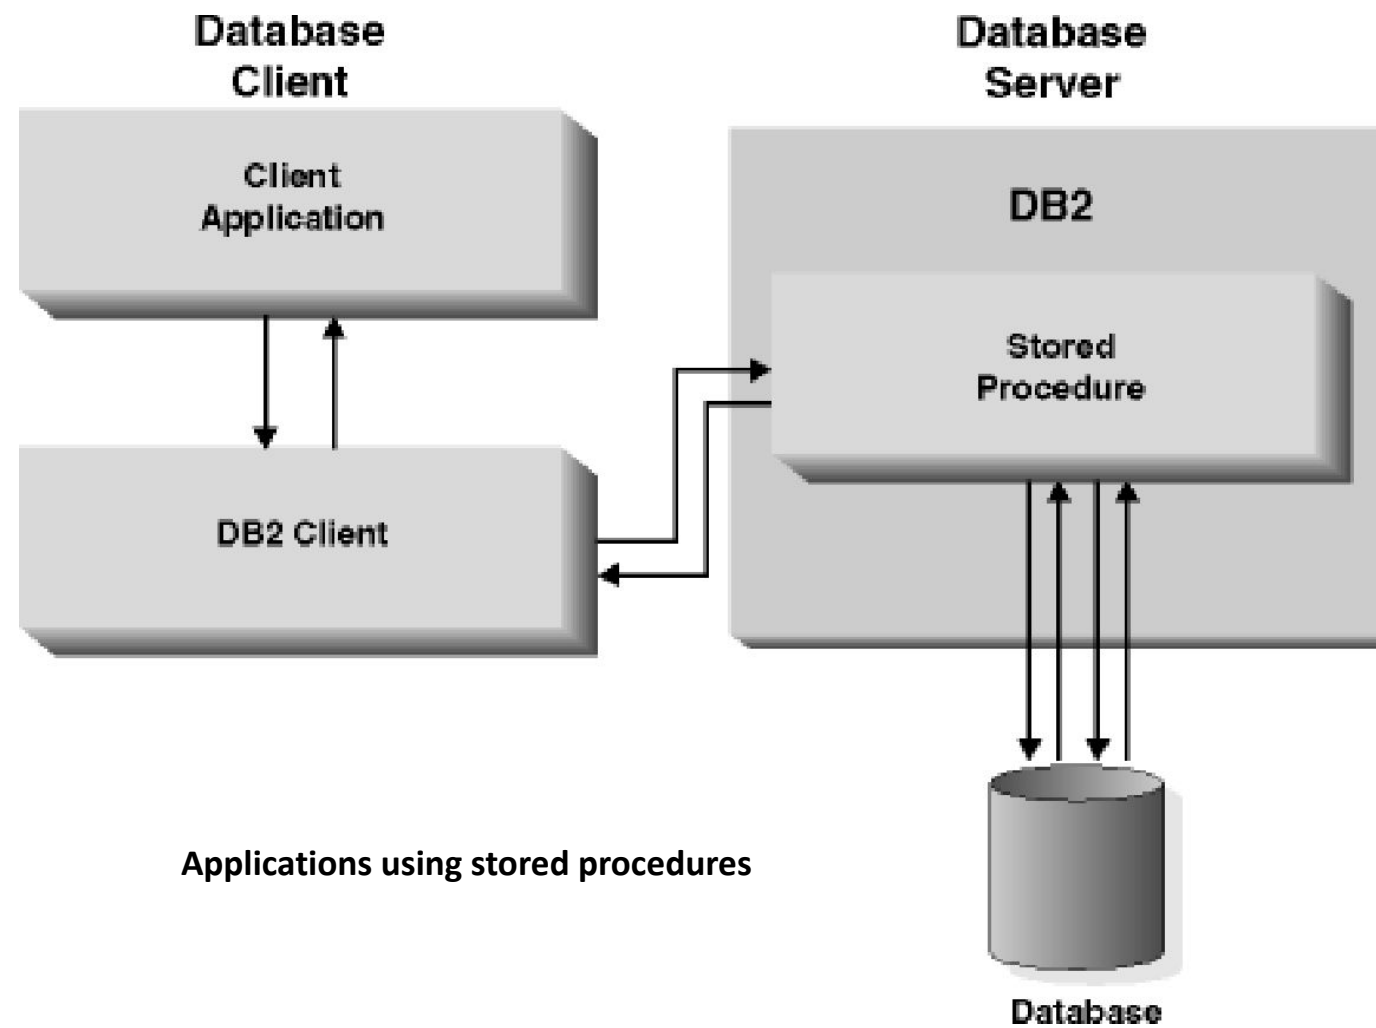 Database
Client
Client
Application
DB2 Client
Database
Server
DB2
Stored
Procedure
Applications using stored procedures
Database